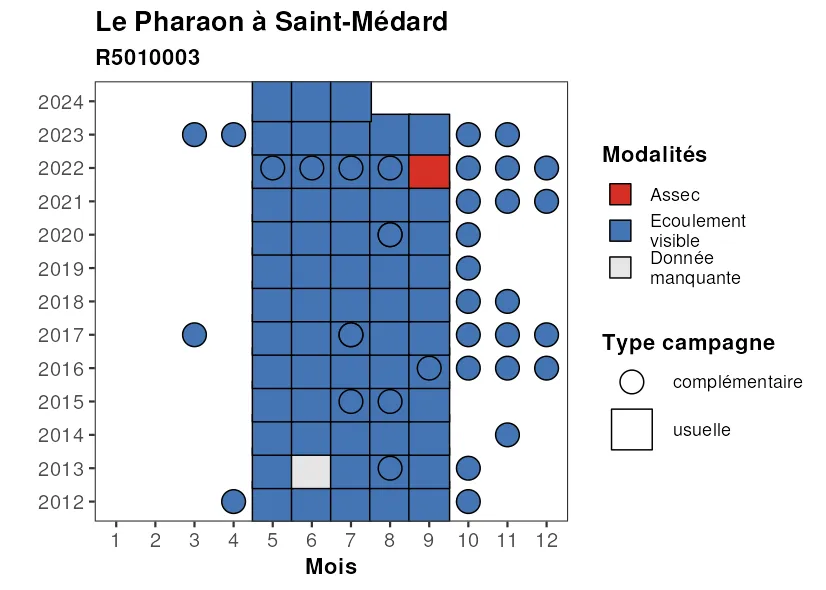 Le Pharaon à Saint-Médard
R5010003
2024
2023
2022
2021
2020
2019
2018
2017
2016
2015
2014
2013
2012
1 2 3 4 5 6 7 8 9 10 11 12
Mois
Modalités
Assec
Ecoulement
visible
Donnée
manquante
Type campagne
complémentaire
usuelle